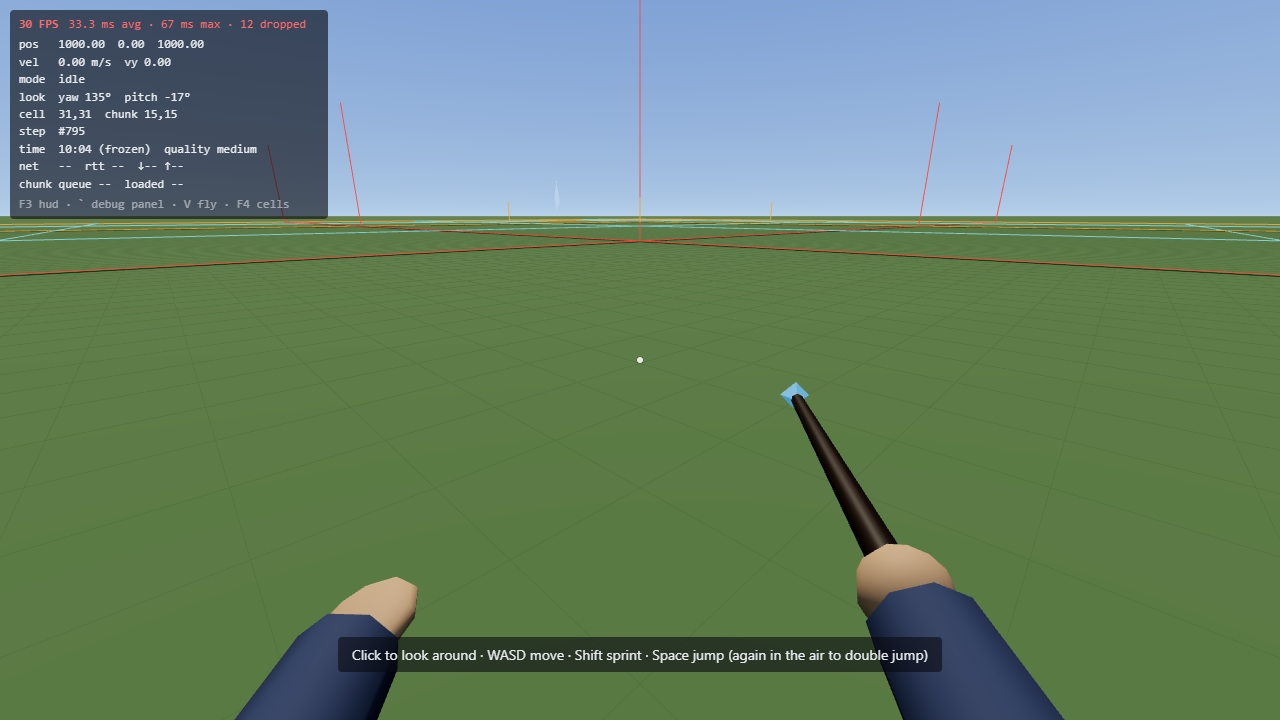 30 FPS 33.3 ms avg · 67 ms max · 12 dropped
pos 1000.00 0.00 1000.00
vel 0.00 m/s vy 0.00
mode idle
look yaw 135° pitch -17°
cell 31,31 chunk 15,15
step #795
time 10:04 (frozen) quality medium
net -- rtt -- ↓-- ↑--
chunk queue -- loaded --
F3 hud · ` debug panel · V fly · F4 cells
Click to look around · WASD move · Shift sprint · Space jump (again in the air to double jump)